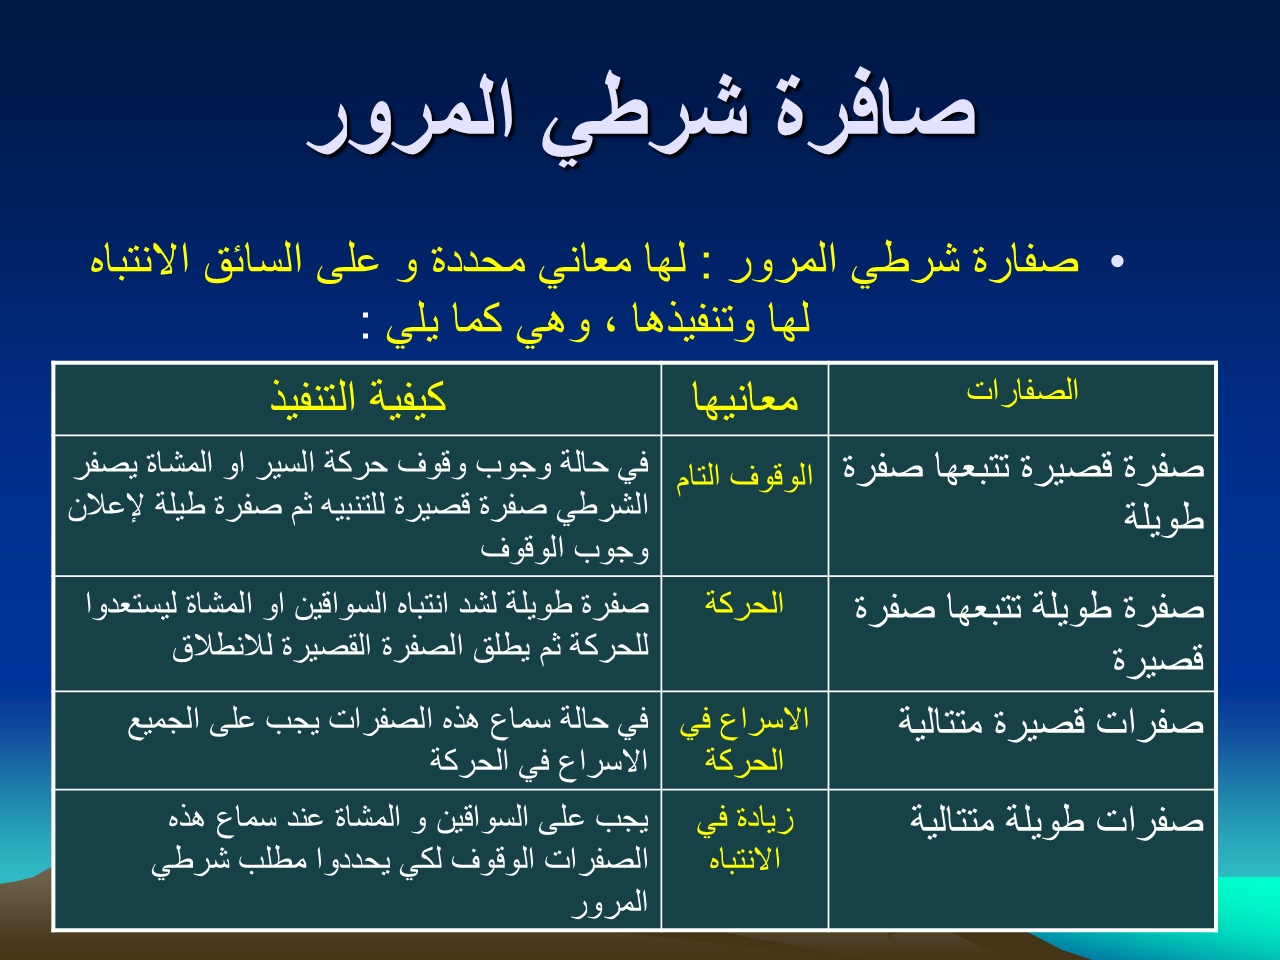 صافرة شرطي المرور
• صفارة شرطي المرور : لها معاني محددة و على السائق الانتباه
لها وتنفيذها ، وهي كما يلي :
الصفارات
معانيها
كيفية التنفيذ
صفرة قصيرة تتبعها صفرة
طويلة
الوقوف التام
في حالة وجوب وقوف حركة السير او المشاة يصفر
الشرطي صفرة قصيرة للتنبيه ثم صفرة طيلة لإعلان
وجوب الوقوف
صفرة طويلة تتبعها صفرة
قصيرة
الحركة
صفرة طويلة لشد انتباه السواقين او المشاة ليستعدوا
للحركة ثم يطلق الصفرة القصيرة للانطلاق
صفرات قصيرة متتالية
الاسراع في
الحركة
في حالة سماع هذه الصفرات يجب على الجميع
الاسراع في الحركة
صفرات طويلة متتالية
زيادة في
الانتباه
يجب على السواقين و المشاة عند سماع هذه
الصفرات الوقوف لكي يحددوا مطلب شرطي
المرور